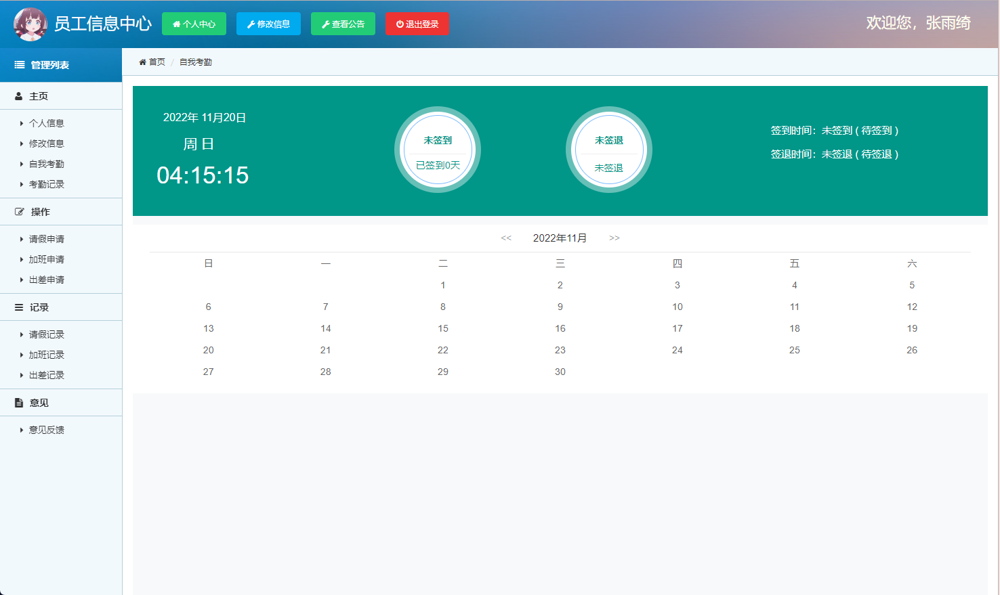 员工信息中心 个人中心 修改信息 查看公告 退出登录 欢迎您，张雨绮
管理列表
主页
个人信息
修改信息
自我考勤
考勤记录
操作
请假申请
加班申请
出差申请
记录
请假记录
加班记录
出差记录
意见
意见反馈
首页 / 自我考勤
2022年 11月20日
周 日
04:15:15
未签到
已签到0天
未签退
未签退
签到时间：未签到 ( 待签到 )
签退时间：未签退 ( 待签退 )
<< 2022年11月 >>
日 一 二 三 四 五 六
1 2 3 4 5
6 7 8 9 10 11 12
13 14 15 16 17 18 19
20 21 22 23 24 25 26
27 28 29 30